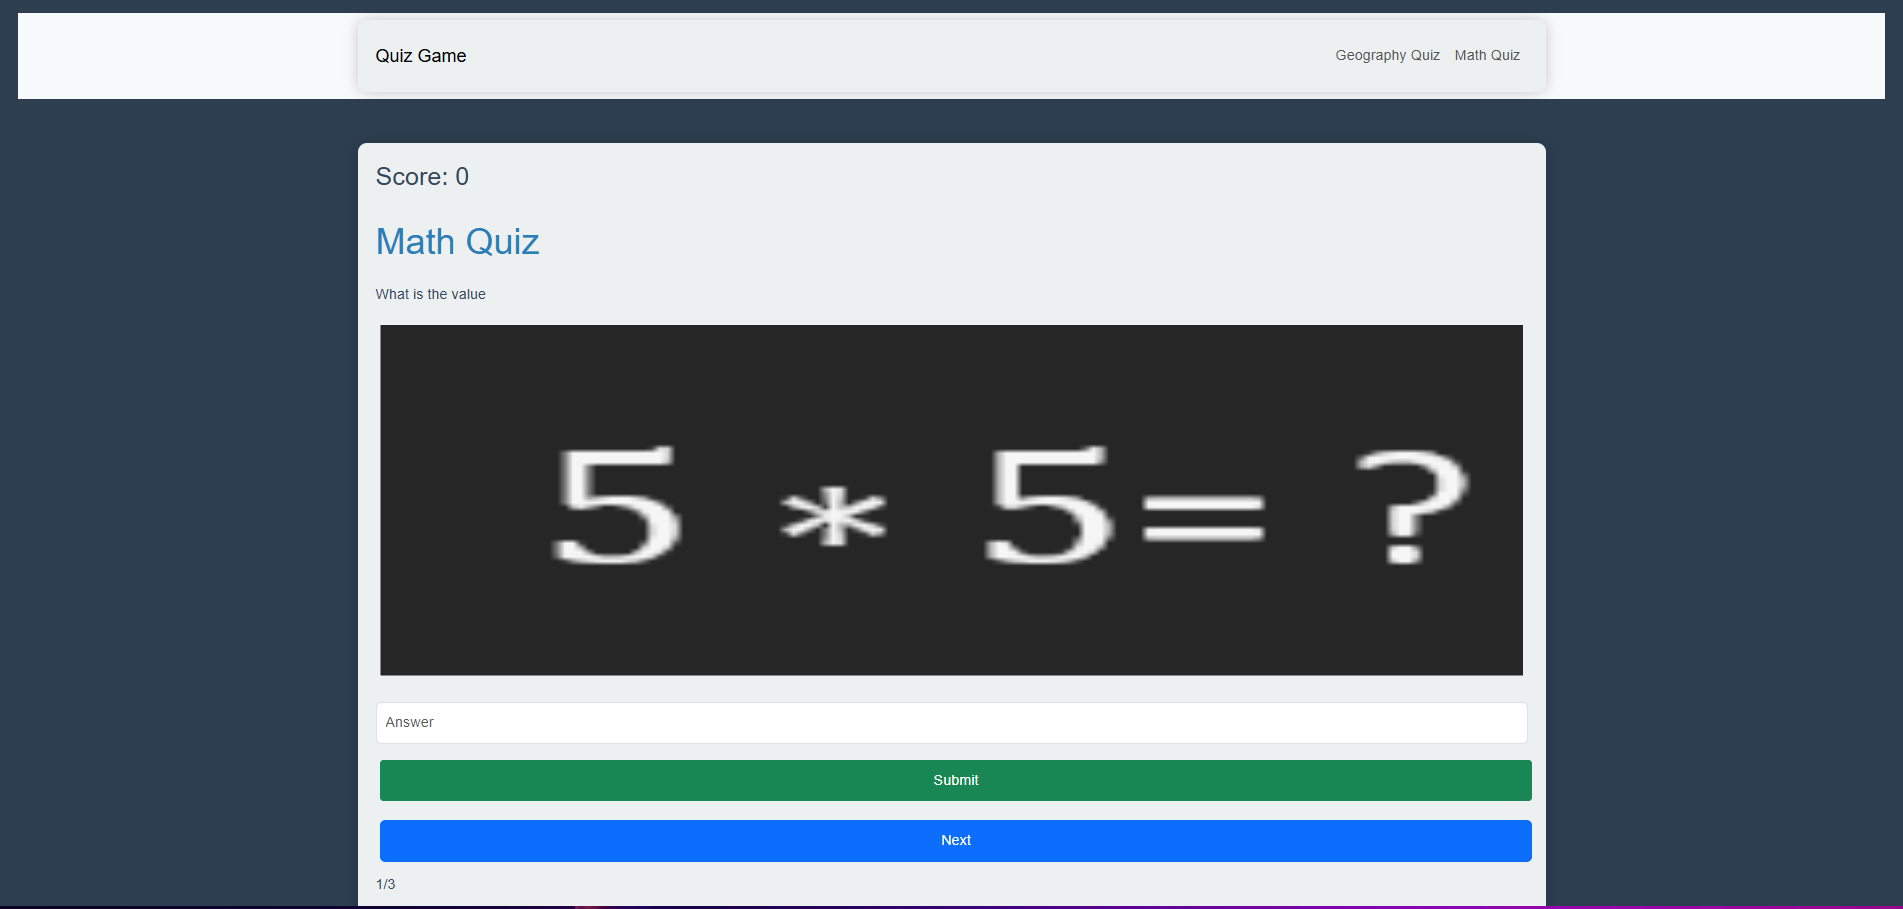 Quiz Game
Geography Quiz Math Quiz
Score: 0
Math Quiz
What is the value
5 * 5= ?
Answer
Submit
Next
1/3